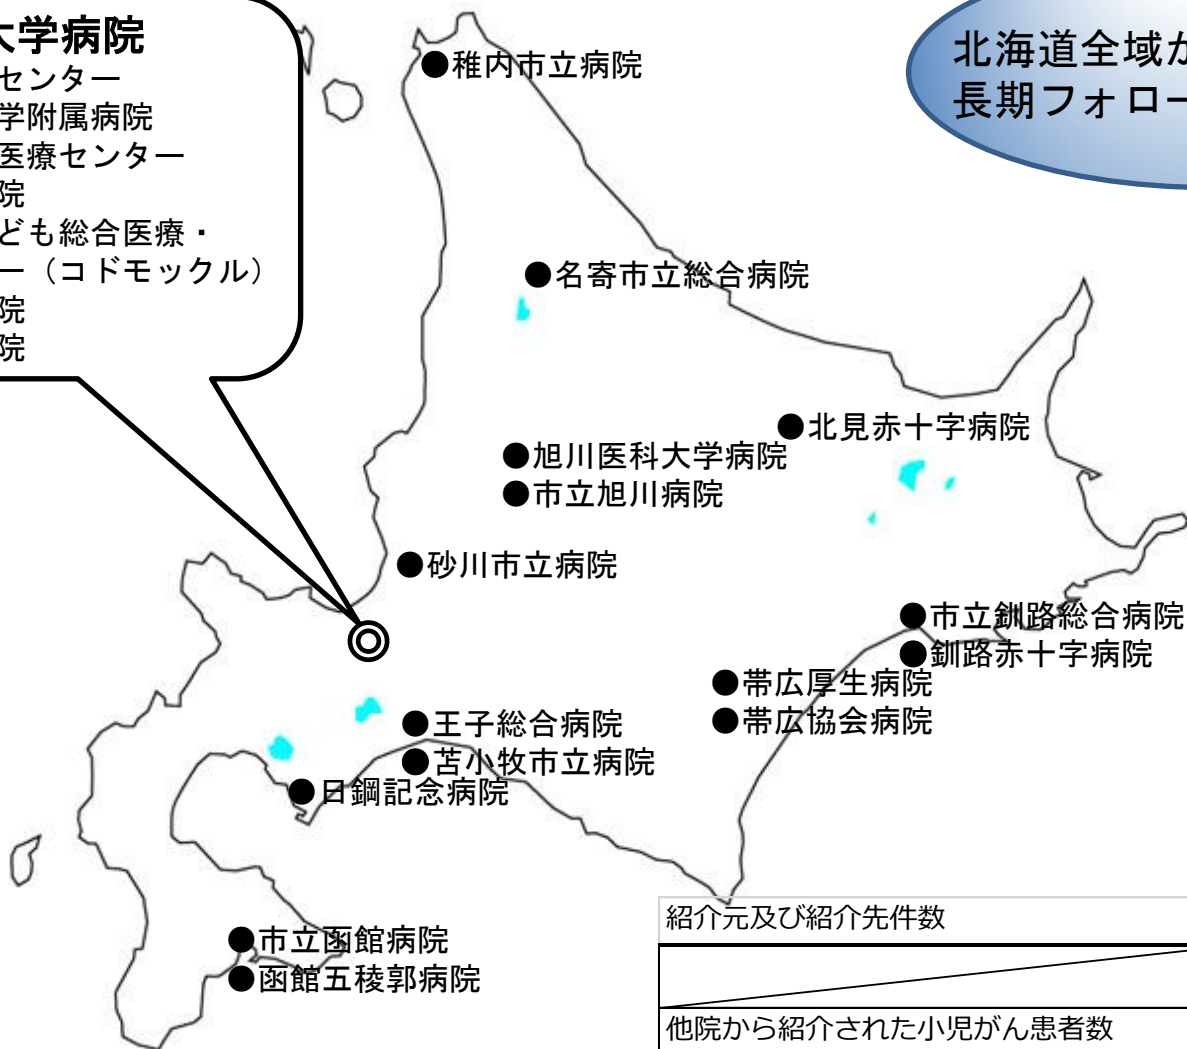 大学病院
センター
学附属病院
医療センター
院
ども総合医療・
ー（コドモックル）
院
院
北海道全域か
長期フォロー
●稚内市立病院
●名寄市立総合病院
●北見赤十字病院
●旭川医科大学病院
●市立旭川病院
●砂川市立病院
●市立釧路総合病院
●釧路赤十字病院
●帯広厚生病院
●帯広協会病院
●王子総合病院
●苫小牧市立病院
●日鋼記念病院
●市立函館病院
●函館五稜郭病院
紹介元及び紹介先件数
他院から紹介された小児がん患者数